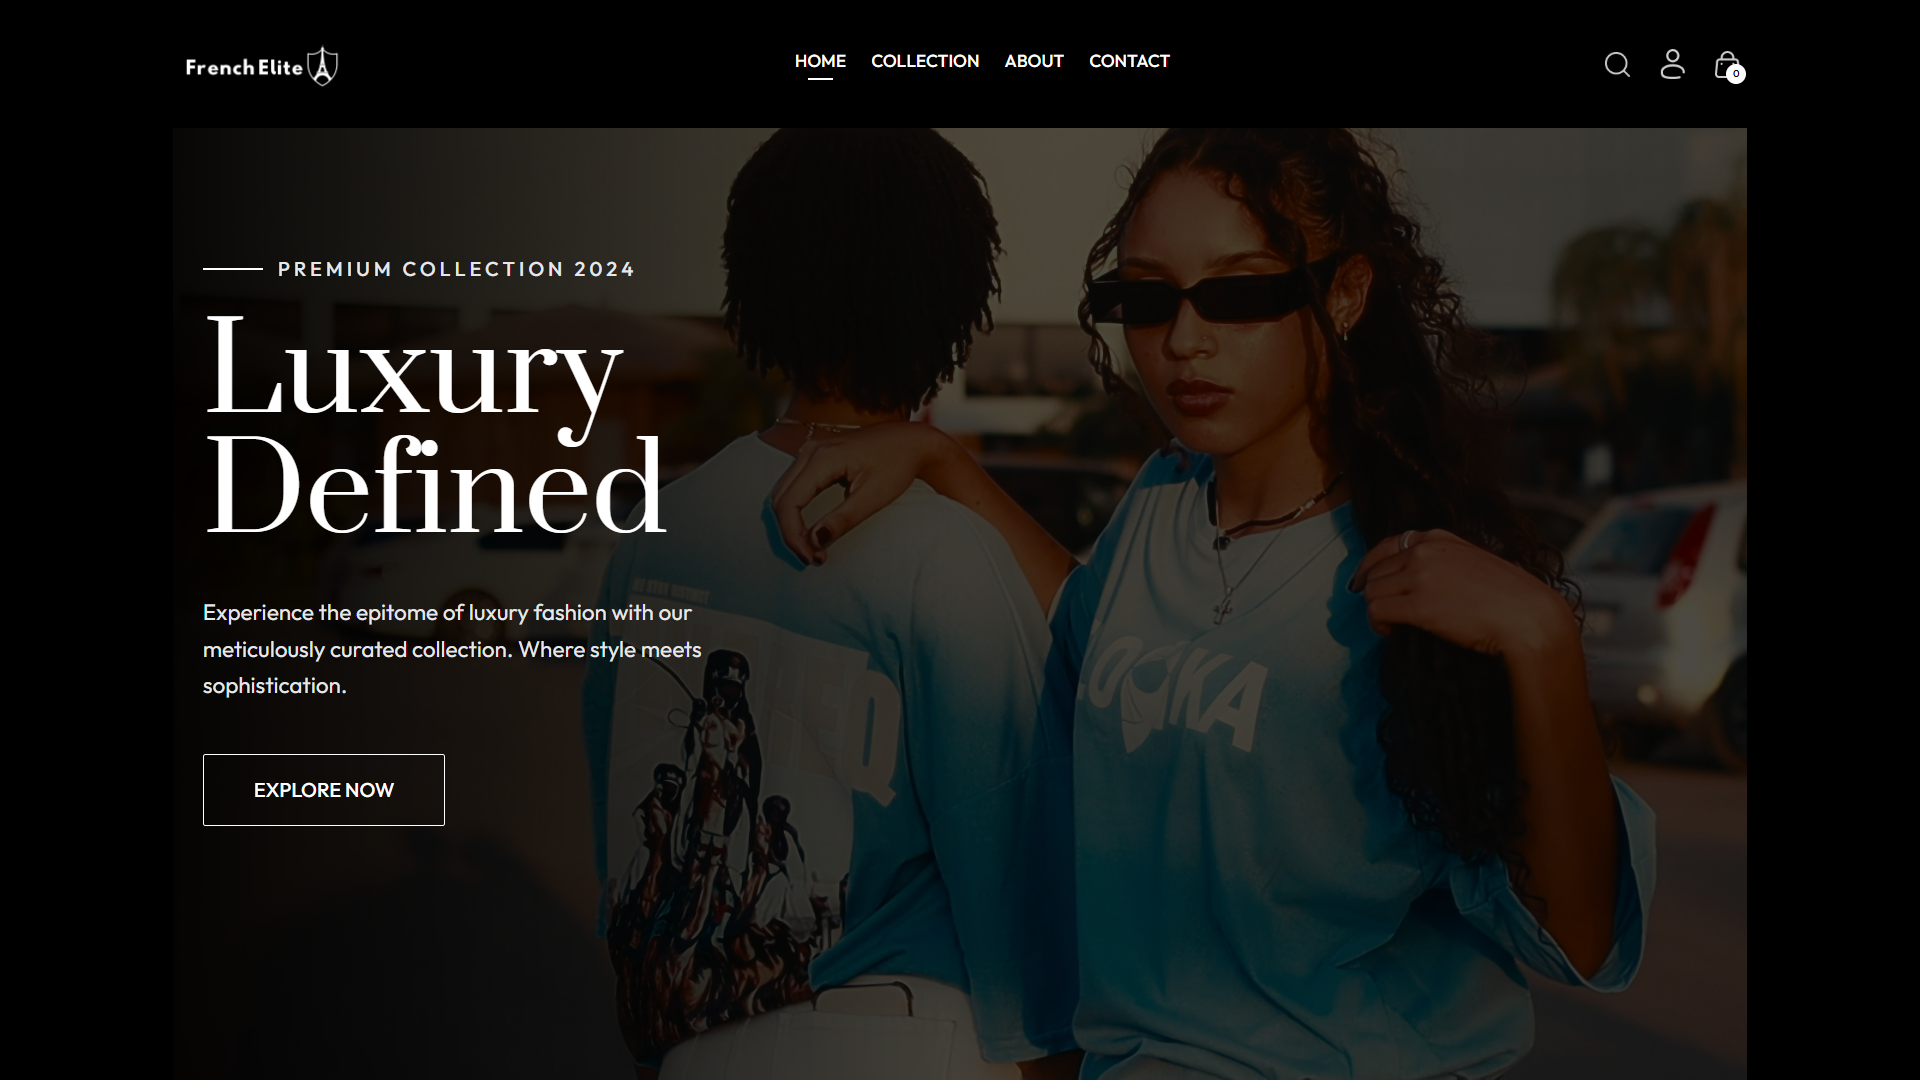 French Elite
HOME COLLECTION ABOUT CONTACT
0
PREMIUM COLLECTION 2024
Luxury
Defined
Experience the epitome of luxury fashion with our
meticulously curated collection. Where style meets
sophistication.
EXPLORE NOW
Q